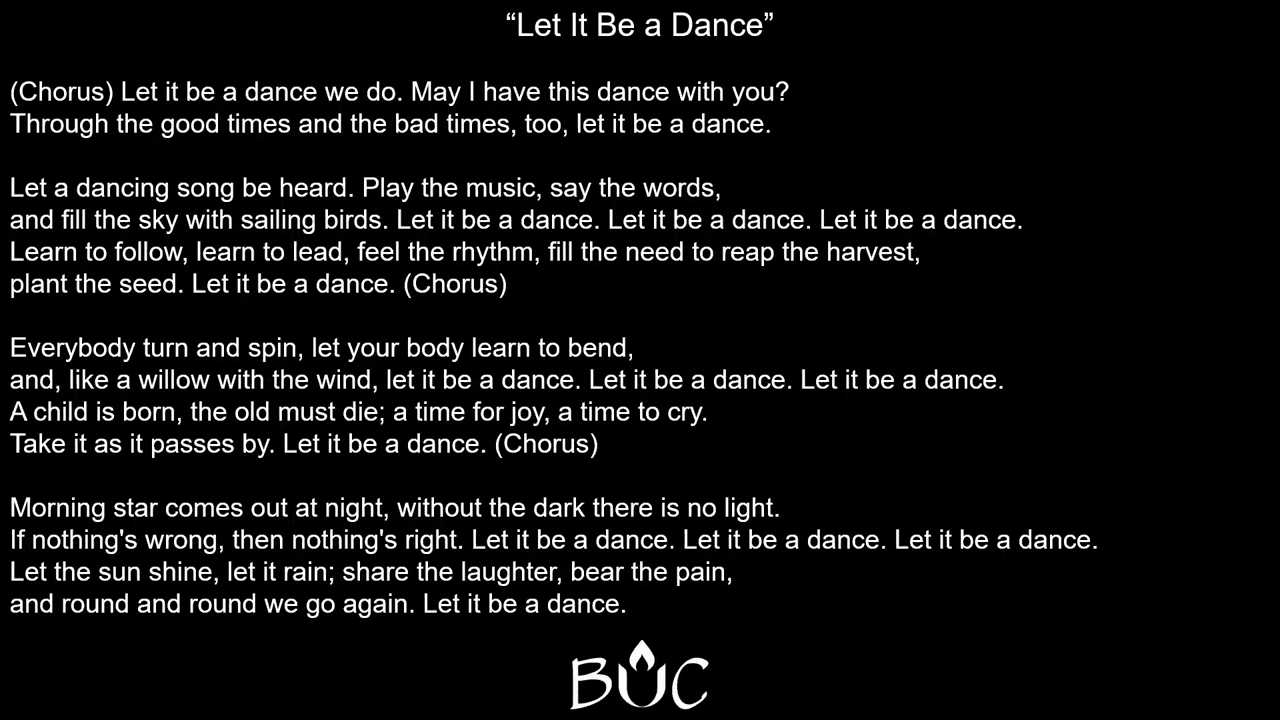 “Let It Be a Dance”
(Chorus) Let it be a dance we do. May I have this dance with you?
Through the good times and the bad times, too, let it be a dance.
Let a dancing song be heard. Play the music, say the words,
and fill the sky with sailing birds. Let it be a dance. Let it be a dance. Let it be a dance.
Learn to follow, learn to lead, feel the rhythm, fill the need to reap the harvest,
plant the seed. Let it be a dance. (Chorus)
Everybody turn and spin, let your body learn to bend,
and, like a willow with the wind, let it be a dance. Let it be a dance. Let it be a dance.
A child is born, the old must die; a time for joy, a time to cry.
Take it as it passes by. Let it be a dance. (Chorus)
Morning star comes out at night, without the dark there is no light.
If nothing's wrong, then nothing's right. Let it be a dance. Let it be a dance. Let it be a dance.
Let the sun shine, let it rain; share the laughter, bear the pain,
and round and round we go again. Let it be a dance.
BUC